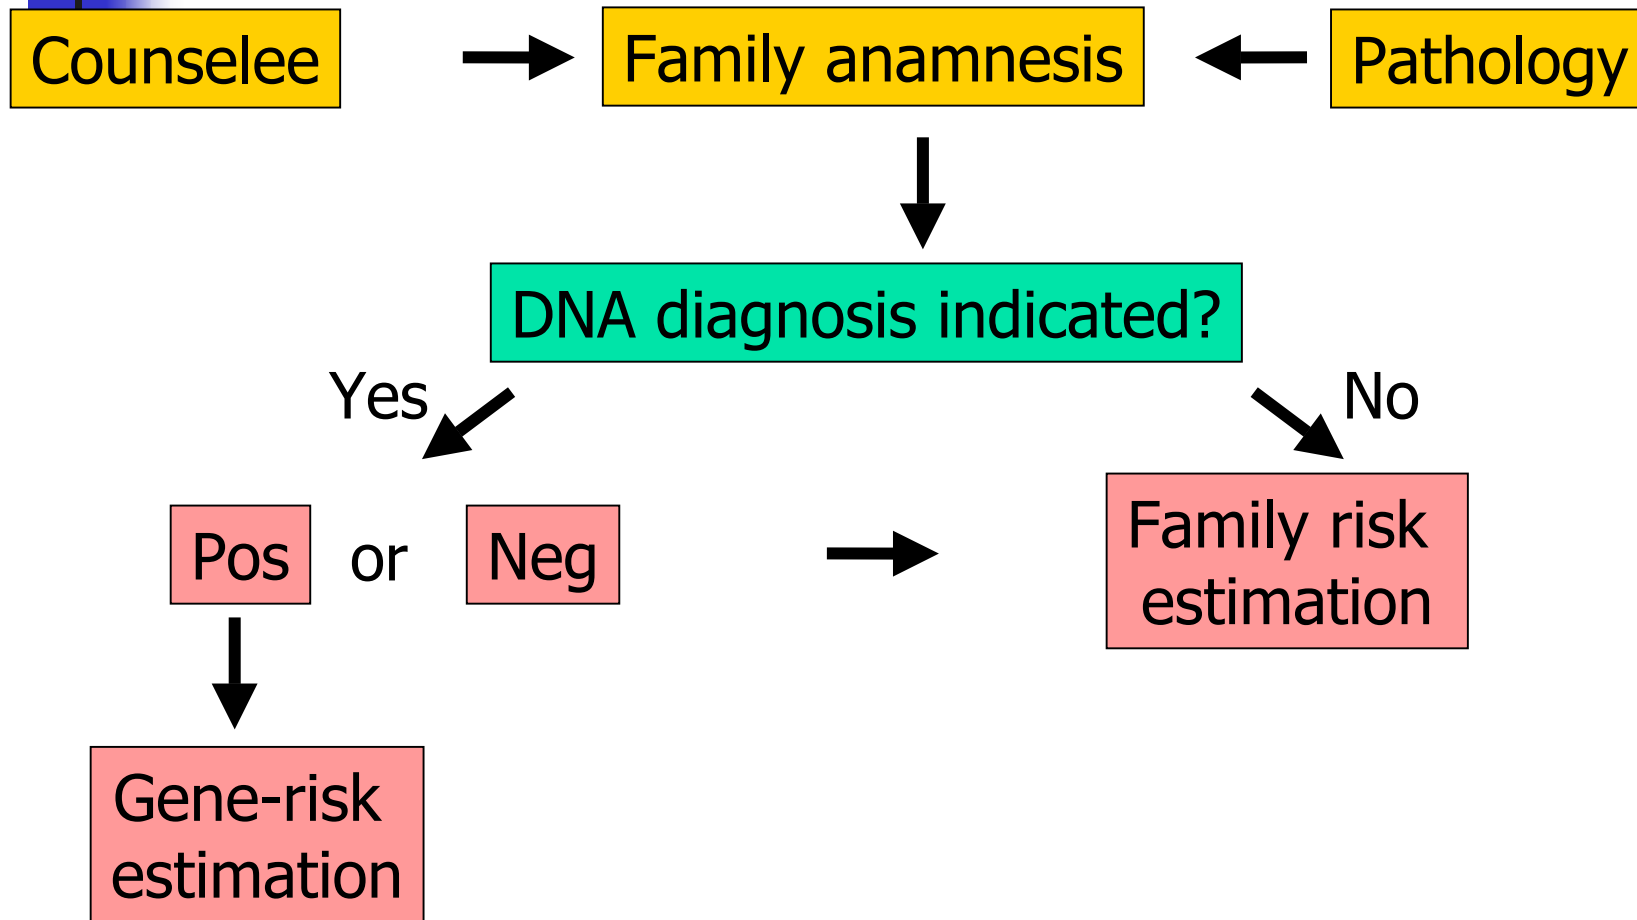 Counselee
Family anamnesis
Pathology
DNA diagnosis indicated?
Yes
No
Pos
or
Neg
Family risk
estimation
Gene-risk
estimation